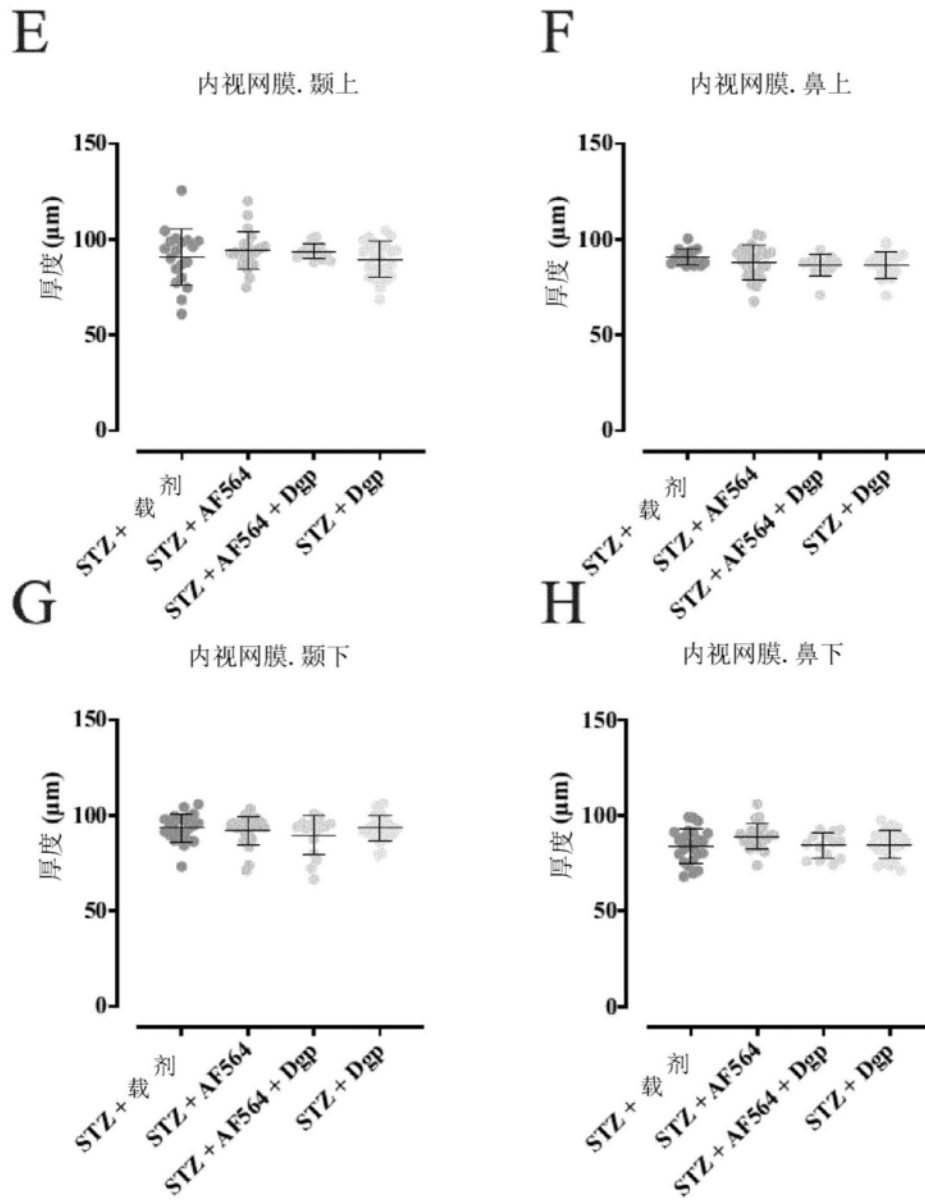 E
内视网膜. 颞上
150
100
50
0
厚度 (μm)
STZ + 载剂
STZ + AF564
STZ + AF564 + Dgp
STZ + Dgp
F
内视网膜. 鼻上
150
100
50
0
厚度 (μm)
STZ + 载剂
STZ + AF564
STZ + AF564 + Dgp
STZ + Dgp
G
内视网膜. 颞下
150
100
50
0
厚度 (μm)
STZ + 载剂
STZ + AF564
STZ + AF564 + Dgp
STZ + Dgp
H
内视网膜. 鼻下
150
100
50
0
厚度 (μm)
STZ + 载剂
STZ + AF564
STZ + AF564 + Dgp
STZ + Dgp